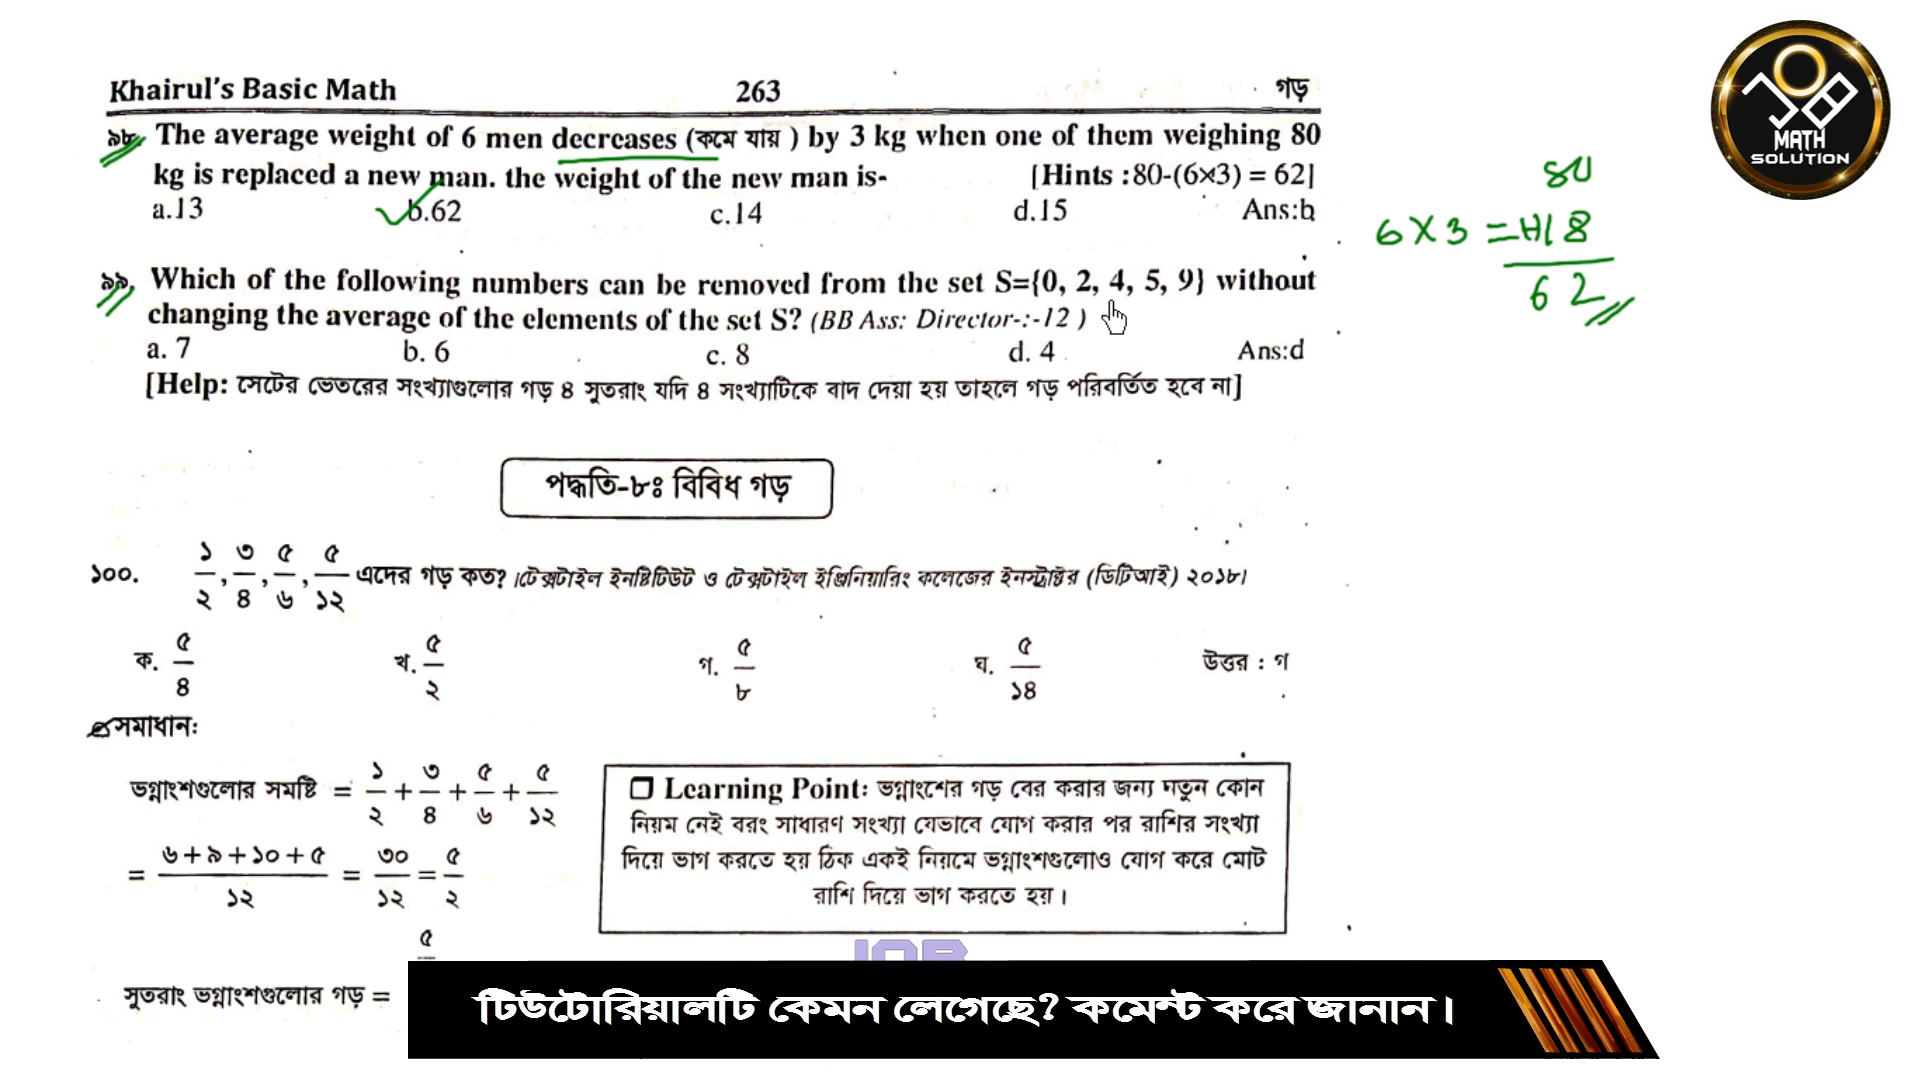 Khairul's Basic Math 263 গড়
৯৮. The average weight of 6 men decreases (কমে যায় ) by 3 kg when one of them weighing 80
kg is replaced a new man. the weight of the new man is- [Hints :80-(6×3) = 62]
a.13 b.62 c.14 d.15 Ans:b
৯৯. Which of the following numbers can be removed from the set S={0, 2, 4, 5, 9} without
changing the average of the elements of the set S? (BB Ass: Director-:-12 )
a. 7 b. 6 c. 8 d. 4 Ans:d
[Help: সেটের ভেতরের সংখ্যাগুলোর গড় ৪ সুতরাং যদি ৪ সংখ্যাটিকে বাদ দেয়া হয় তাহলে গড় পরিবর্তিত হবে না]
পদ্ধতি-৮ঃ বিবিধ গড়
১০০. ১/২, ৩/৪, ৫/৬, ৫/১২ এদের গড় কত? [টেক্সটাইল ইনষ্টিটিউট ও টেক্সটাইল ইঞ্জিনিয়ারিং কলেজের ইনস্ট্রাক্টর (ডিটিআই) ২০১৮]
ক. ৫/৪ খ. ৫/২ গ. ৫/৮ ঘ. ৫/১৪ উত্তর : গ
সমাধান:
ভগ্নাংশগুলোর সমষ্টি = ১/২ + ৩/৪ + ৫/৬ + ৫/১২
= ৬+৯+১০+৫/১২ = ৩০/১২ = ৫/২
৫
সুতরাং ভগ্নাংশগুলোর গড় =
❐ Learning Point: ভগ্নাংশের গড় বের করার জন্য নতুন কোন
নিয়ম নেই বরং সাধারণ সংখ্যা যেভাবে যোগ করার পর রাশির সংখ্যা
দিয়ে ভাগ করতে হয় ঠিক একই নিয়মে ভগ্নাংশগুলোও যোগ করে মোট
রাশি দিয়ে ভাগ করতে হয়।
80
6 × 3 = 18
62
MATH
SOLUTION
টিউটোরিয়ালটি কেমন লেগেছে? কমেন্ট করে জানান।